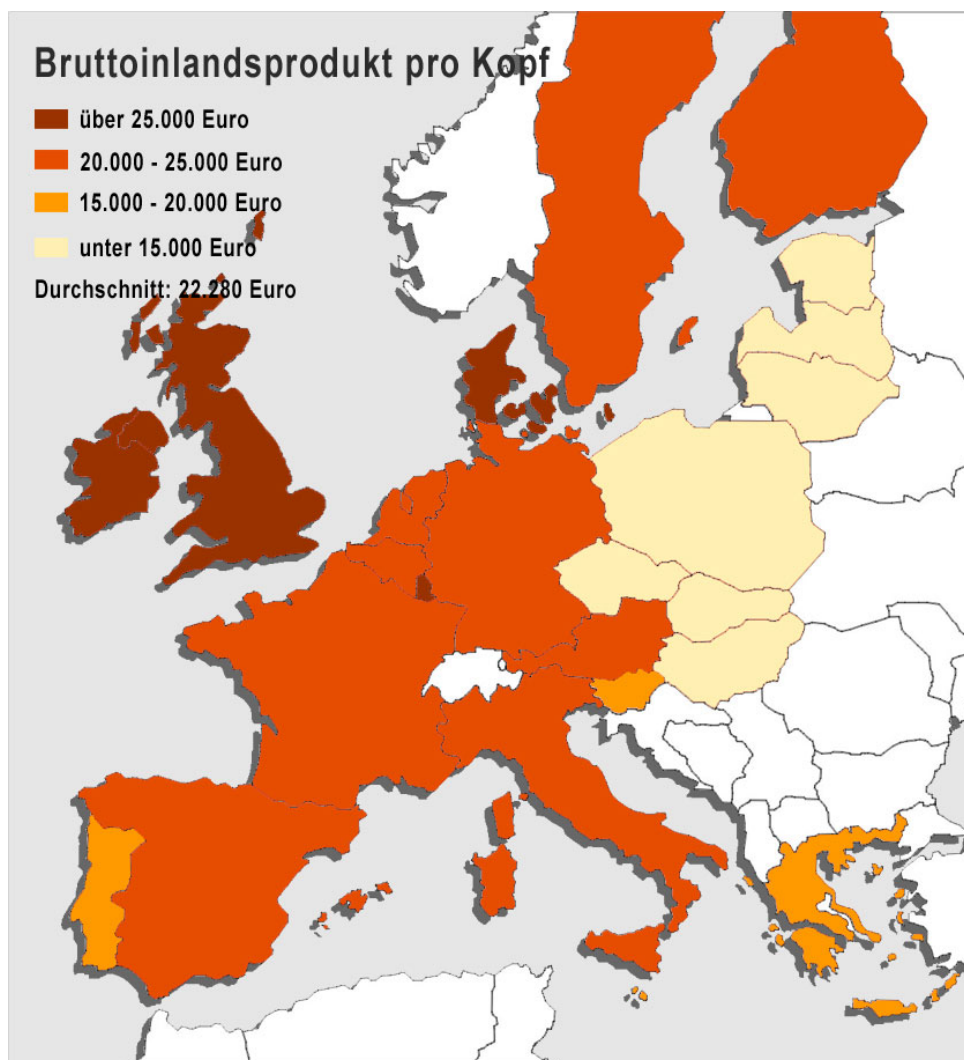 Bruttoinlandsprodukt pro Kopf
über 25.000 Euro
20.000 - 25.000 Euro
15.000 - 20.000 Euro
unter 15.000 Euro
Durchschnitt: 22.280 Euro